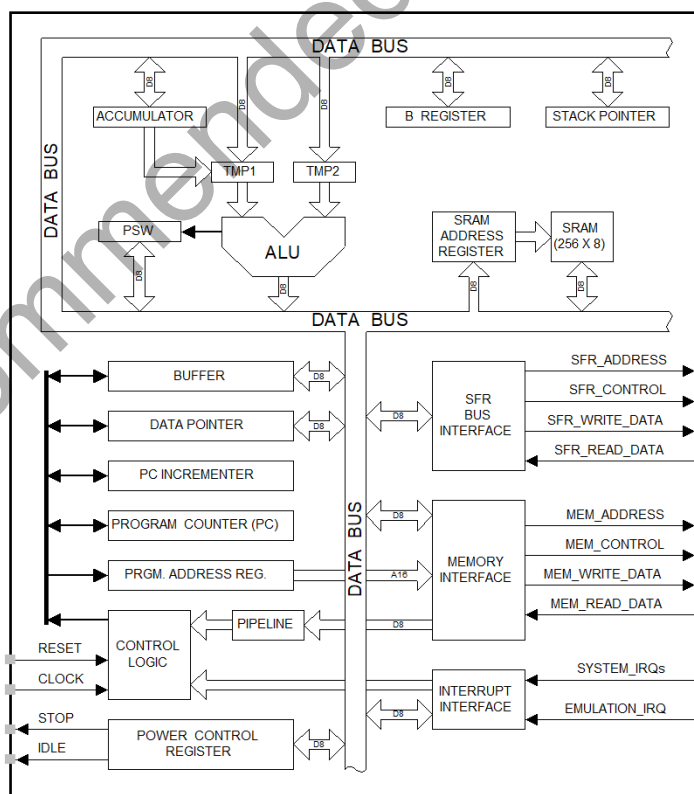 DATA BUS
D8
D8
D8
D8
D8
ACCUMULATOR
B REGISTER
STACK POINTER
DATA BUS
TMP1
TMP2
PSW
ALU
SRAM
ADDRESS
REGISTER
SRAM
(256 X 8)
D8
D8
D8
D8
DATA BUS
BUFFER
D8
DATA POINTER
D8
PC INCREMENTER
PROGRAM COUNTER (PC)
PRGM. ADDRESS REG.
A16
DATA BUS
PIPELINE
D8
CONTROL
LOGIC
RESET
CLOCK
STOP
IDLE
POWER CONTROL
REGISTER
D8
D8
SFR
BUS
INTERFACE
SFR_ADDRESS
SFR_CONTROL
SFR_WRITE_DATA
SFR_READ_DATA
D8
MEMORY
INTERFACE
MEM_ADDRESS
MEM_CONTROL
MEM_WRITE_DATA
MEM_READ_DATA
D8
INTERRUPT
INTERFACE
SYSTEM_IRQs
EMULATION_IRQ